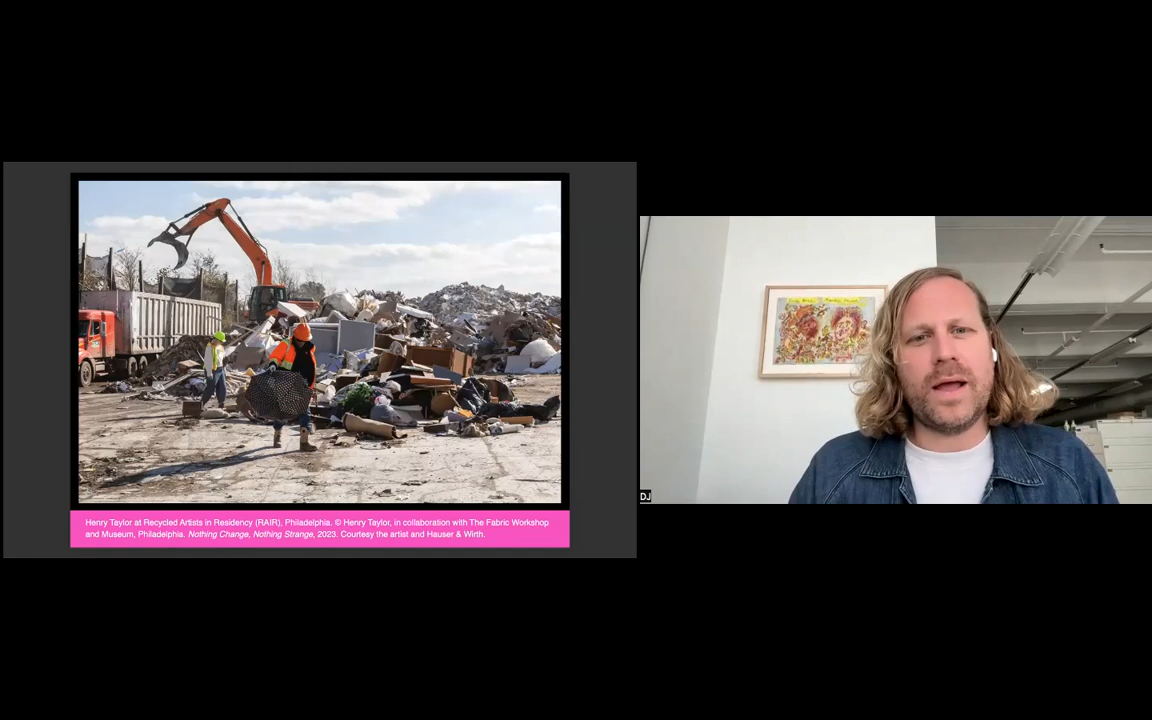 Henry Taylor at Recycled Artists in Residency (RAIR), Philadelphia. © Henry Taylor, in collaboration with The Fabric Workshop
and Museum, Philadelphia. Nothing Change, Nothing Strange, 2023. Courtesy the artist and Hauser & Wirth.
DJ